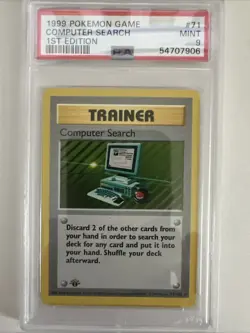 1999 POKEMON GAME #71
COMPUTER SEARCH MINT
1ST EDITION 9
PSA 54707906
TRAINER
Computer Search
Discard 2 of the other cards from
your hand in order to search your
deck for any card and put it into
your hand. Shuffle your deck
afterward.